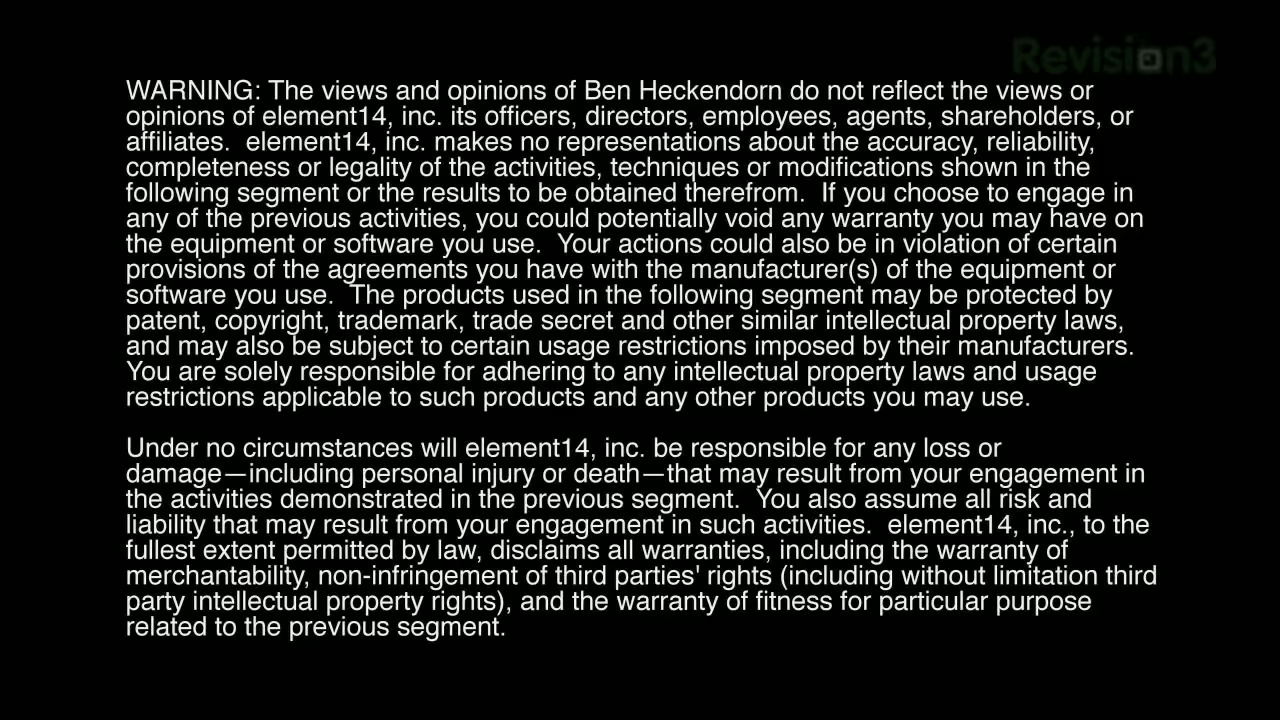 Revision3
WARNING: The views and opinions of Ben Heckendorn do not reflect the views or
opinions of element14, inc. its officers, directors, employees, agents, shareholders, or
affiliates.  element14, inc. makes no representations about the accuracy, reliability,
completeness or legality of the activities, techniques or modifications shown in the
following segment or the results to be obtained therefrom.  If you choose to engage in
any of the previous activities, you could potentially void any warranty you may have on
the equipment or software you use.  Your actions could also be in violation of certain
provisions of the agreements you have with the manufacturer(s) of the equipment or
software you use.  The products used in the following segment may be protected by
patent, copyright, trademark, trade secret and other similar intellectual property laws,
and may also be subject to certain usage restrictions imposed by their manufacturers.
You are solely responsible for adhering to any intellectual property laws and usage
restrictions applicable to such products and any other products you may use.
Under no circumstances will element14, inc. be responsible for any loss or
damage—including personal injury or death—that may result from your engagement in
the activities demonstrated in the previous segment.  You also assume all risk and
liability that may result from your engagement in such activities.  element14, inc., to the
fullest extent permitted by law, disclaims all warranties, including the warranty of
merchantability, non-infringement of third parties' rights (including without limitation third
party intellectual property rights), and the warranty of fitness for particular purpose
related to the previous segment.